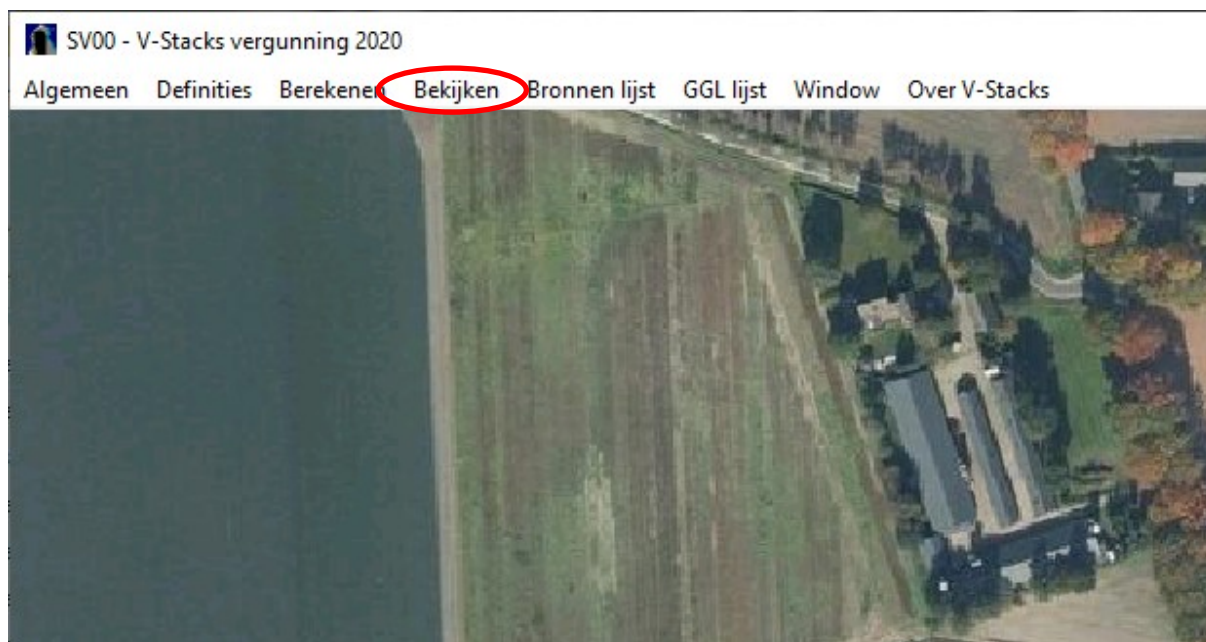 SV00 - V-Stacks vergunning 2020
Algemeen Definities Berekenen Bekijken Bronnen lijst GGL lijst Window Over V-Stacks